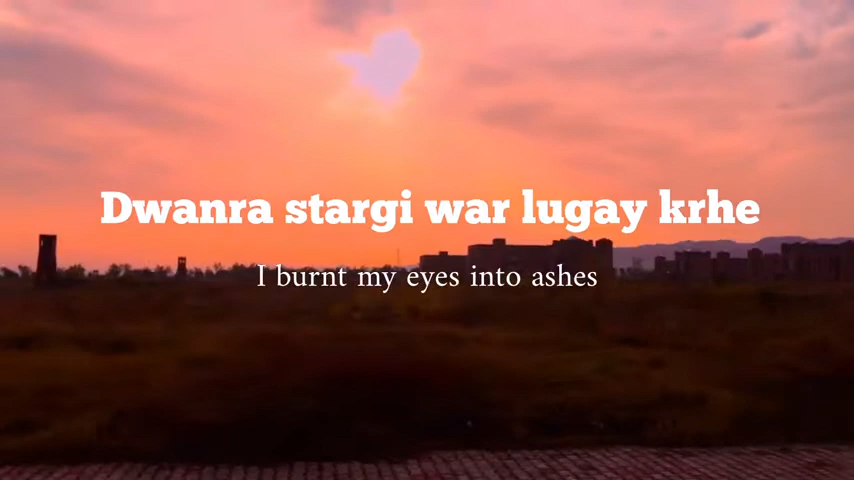 Dwanra stargi war lugay krhe
I burnt my eyes into ashes